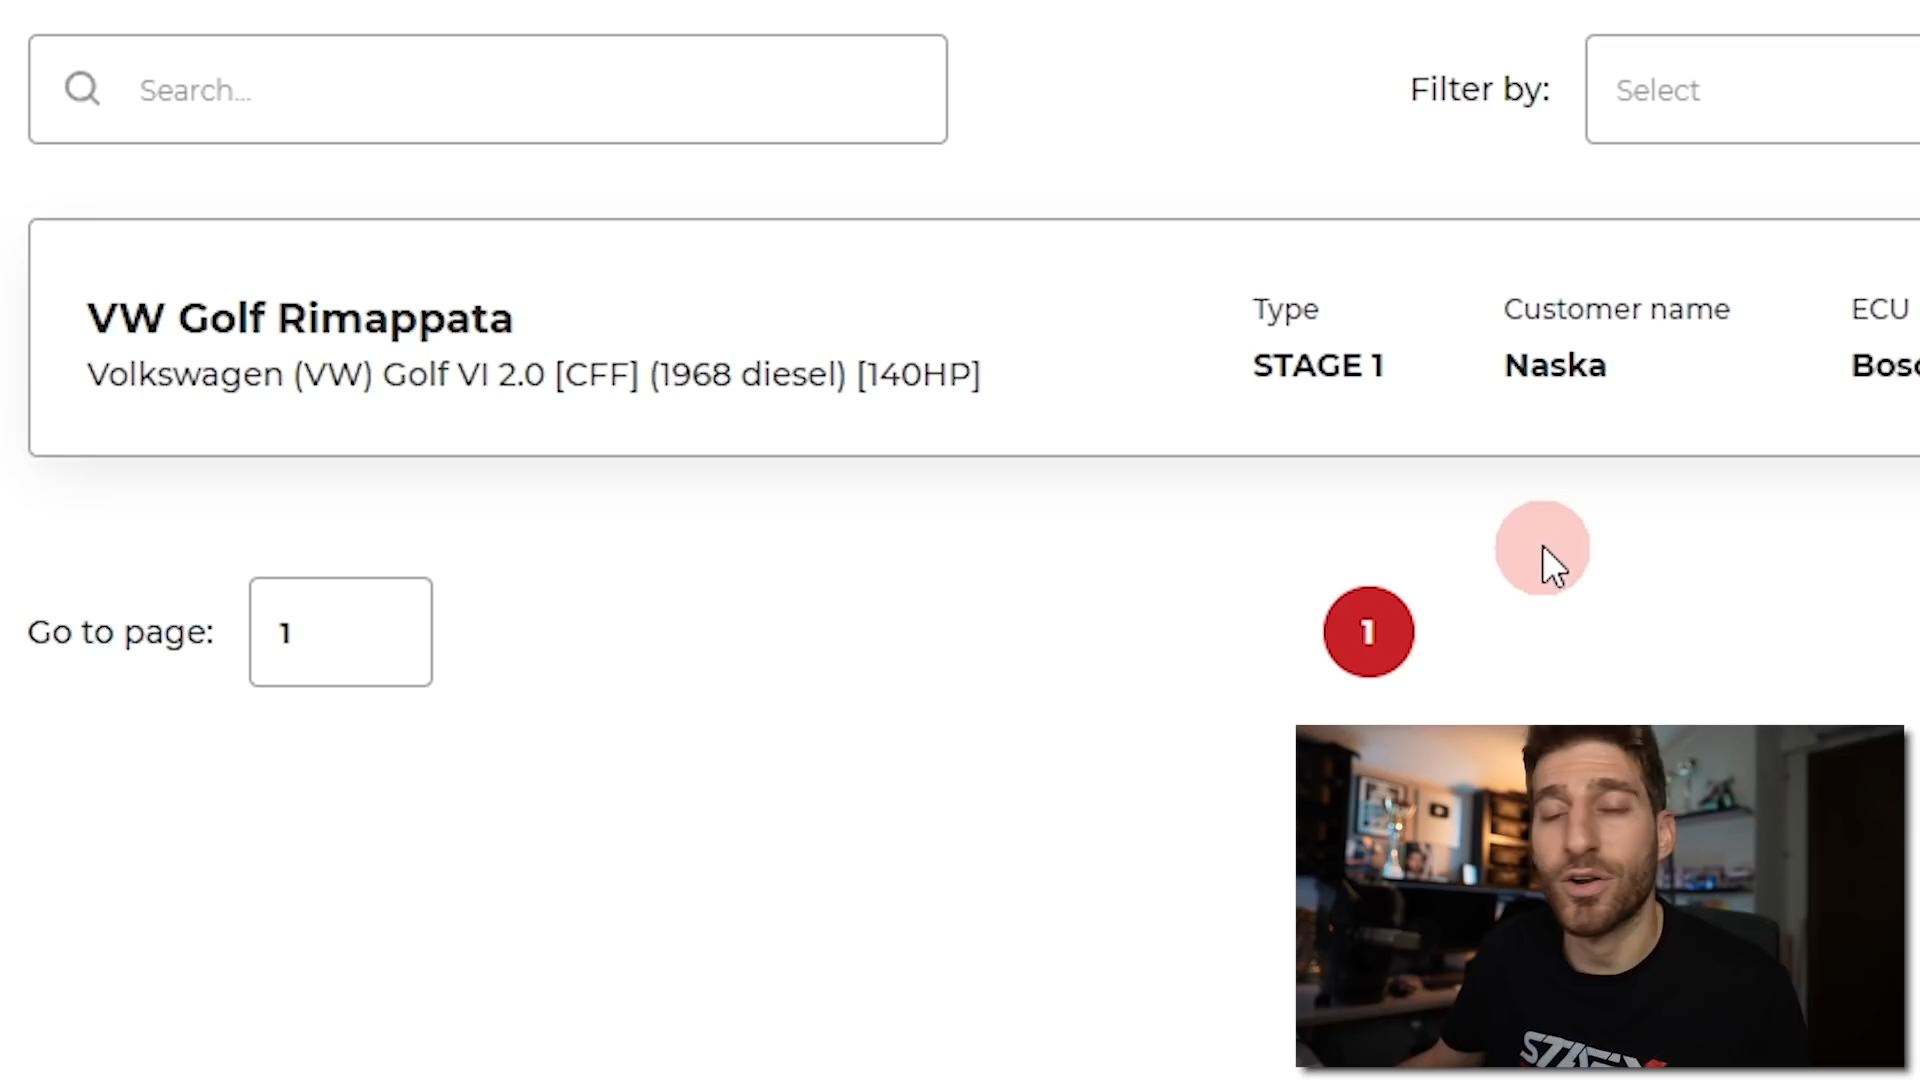 Search...
Filter by:
Select
VW Golf Rimappata
Volkswagen (VW) Golf VI 2.0 [CFF] (1968 diesel) [140HP]
Type
STAGE 1
Customer name
Naska
ECU
Go to page:
1
1